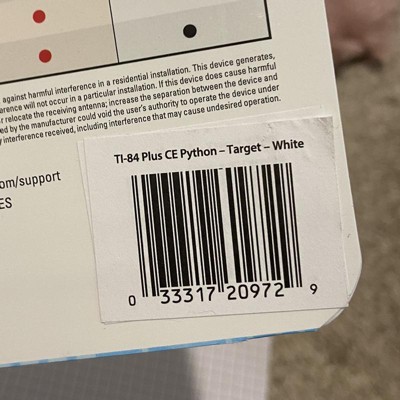 against harmful interference in a residential installation. This device generates,
erence will not occur in a particular installation. If this device does cause harmful
r relocate the receiving antenna; increase the separation between the device and
ed by the manufacturer could void the user's authority to operate the device under
y interference received, including interference that may cause undesired operation.
om/support
ES
TI-84 Plus CE Python – Target – White
0 33317 20972 9